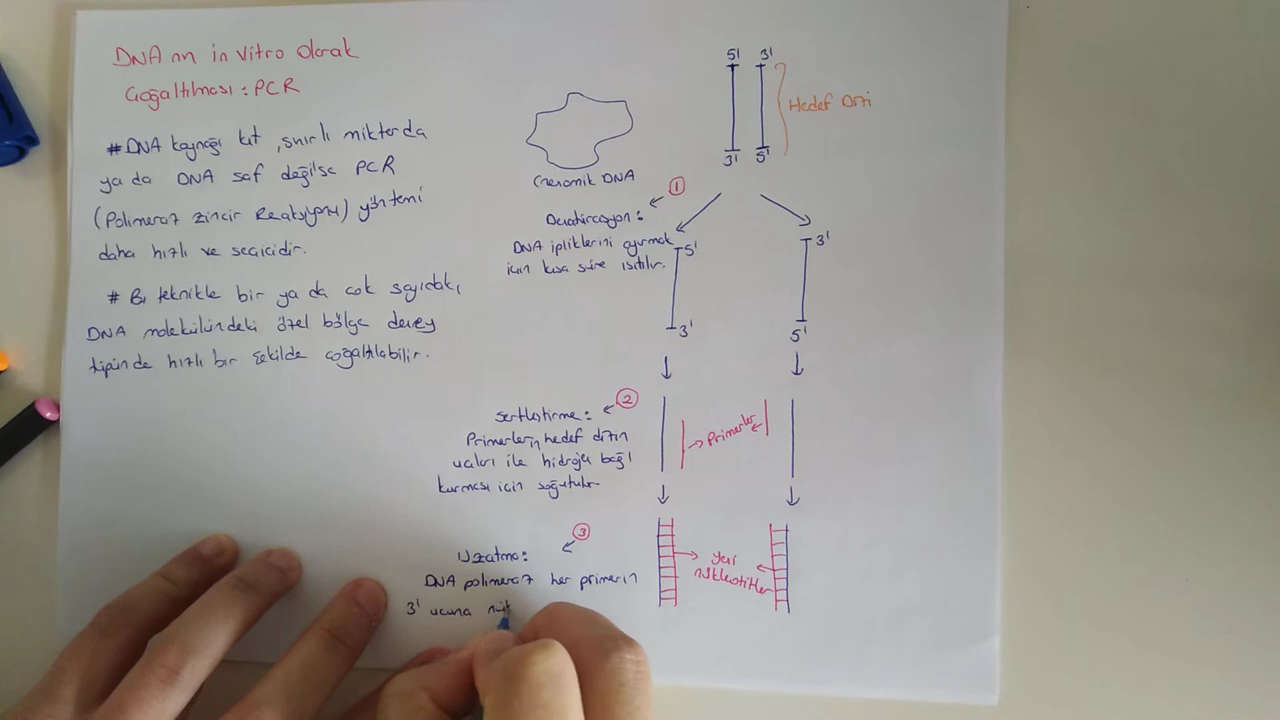 DNA nın in vitro olarak
Çoğaltılması : PCR
# DNA kaynağı kıt , sınırlı miktarda
ya da DNA saf değilse PCR
(Polimeraz zincir Reaksiyonu) yöntemi
daha hızlı ve seçicidir.
# Bı teknikle bir ya da çok sayıdaki
DNA molekülündeki özel bölge deney
tüpünde hızlı bir şekilde çoğaltılabilir.
5' 3'
Hedef Dizi
3' 5'
Genomik DNA
1
Denatürasyon :
DNA ipliklerini ayırmak
için kısa süre ısıtılır.
5' 3'
3' 5'
2
Sertleştirme :
Primerlerin hedef dizin
uçları ile hidrojen bağı
kurması için soğutulur
Primerler
3
Uzatma :
DNA polimeraz her primerin
3' ucuna nük
yeni
nükleotitler